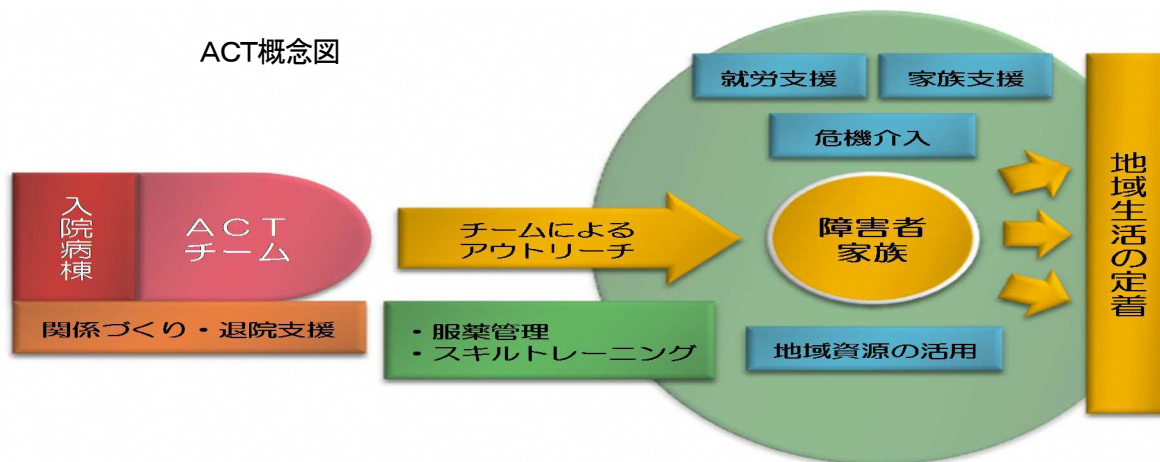 ACT概念図
就労支援
家族支援
危機介入
入院病棟
ACT
チーム
チームによる
アウトリーチ
障害者
家族
地域生活の定着
関係づくり・退院支援
・服薬管理
・スキルトレーニング
地域資源の活用